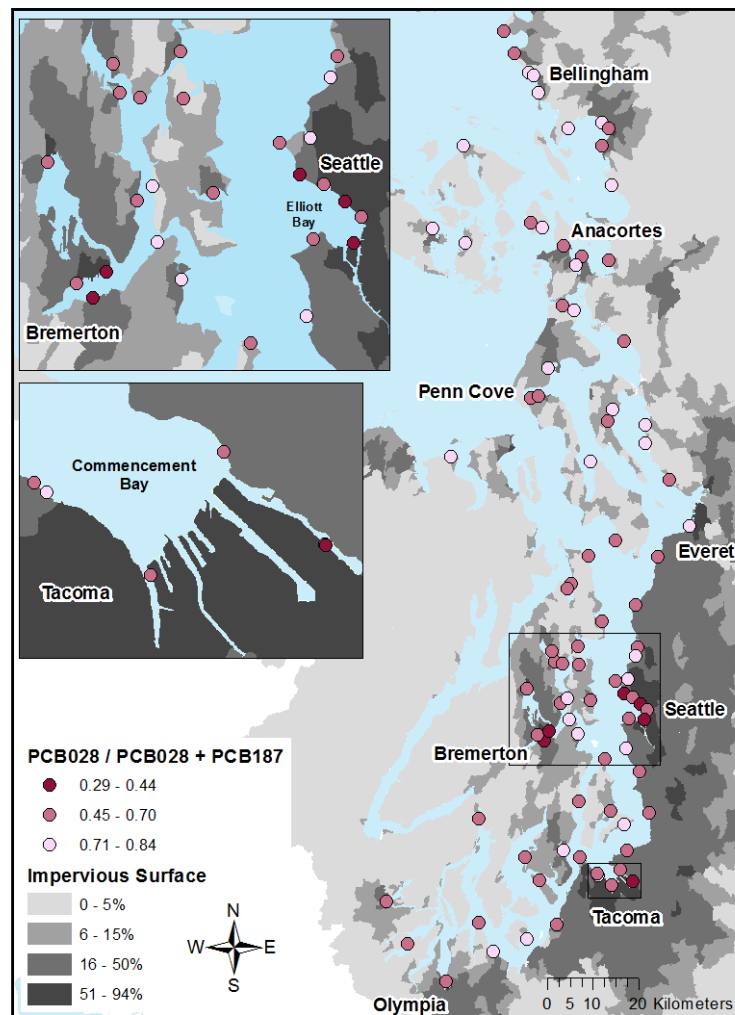 Seattle
Elliott
Bay
Bremerton
Commencement
Bay
Tacoma
Bellingham
Anacortes
Penn Cove
Everet
Seattle
Bremerton
Tacoma
Olympia
PCB028 / PCB028 + PCB187
0.29 - 0.44
0.45 - 0.70
0.71 - 0.84
Impervious Surface
0 - 5%
6 - 15%
16 - 50%
51 - 94%
N
W E
S
0 5 10 20 Kilometers